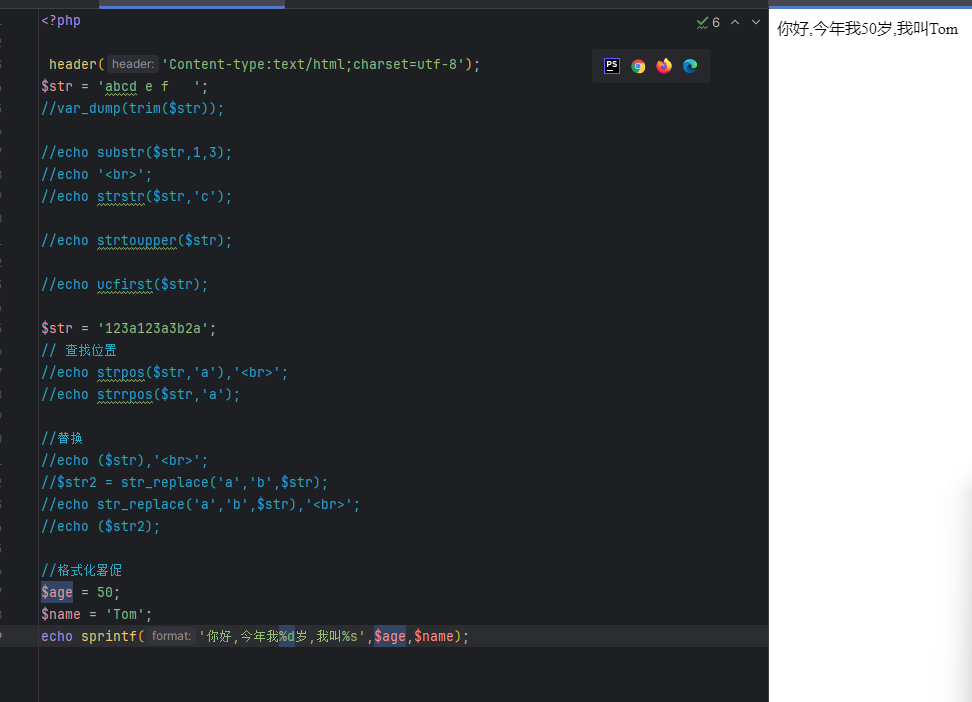 <?php
header( header: 'Content-type:text/html;charset=utf-8');
$str = 'abcd e f   ';
//var_dump(trim($str));
//echo substr($str,1,3);
//echo '<br>';
//echo strstr($str,'c');
//echo strtoupper($str);
//echo ucfirst($str);
$str = '123a123a3b2a';
// 查找位置
//echo strpos($str,'a'),'<br>';
//echo strrpos($str,'a');
//替换
//echo ($str),'<br>';
//$str2 = str_replace('a','b',$str);
//echo str_replace('a','b',$str),'<br>';
//echo ($str2);
//格式化署促
$age = 50;
$name = 'Tom';
echo sprintf( format: '你好,今年我%d岁,我叫%s',$age,$name);
6
PS
你好,今年我50岁,我叫Tom